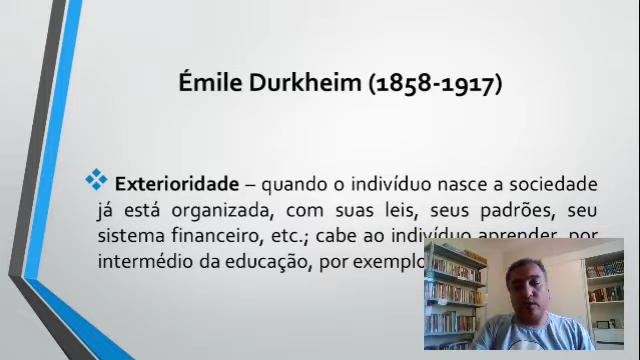 Émile Durkheim (1858-1917)
Exterioridade – quando o indivíduo nasce a sociedade
já está organizada, com suas leis, seus padrões, seu
sistema financeiro, etc.; cabe ao indivíduo aprender, por
intermédio da educação, por exemplo